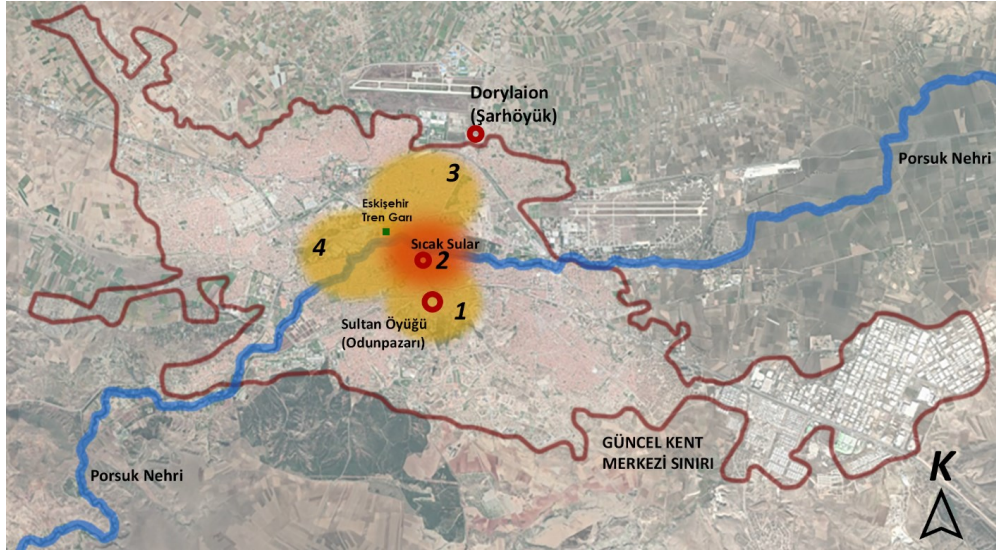 Dorylaion
(Şarhöyük)
Porsuk Nehri
3
Eskişehir
Tren Garı
4
Sıcak Sular
2
1
Sultan Öyüğü
(Odunpazarı)
GÜNCEL KENT
MERKEZİ SINIRI
K
Porsuk Nehri